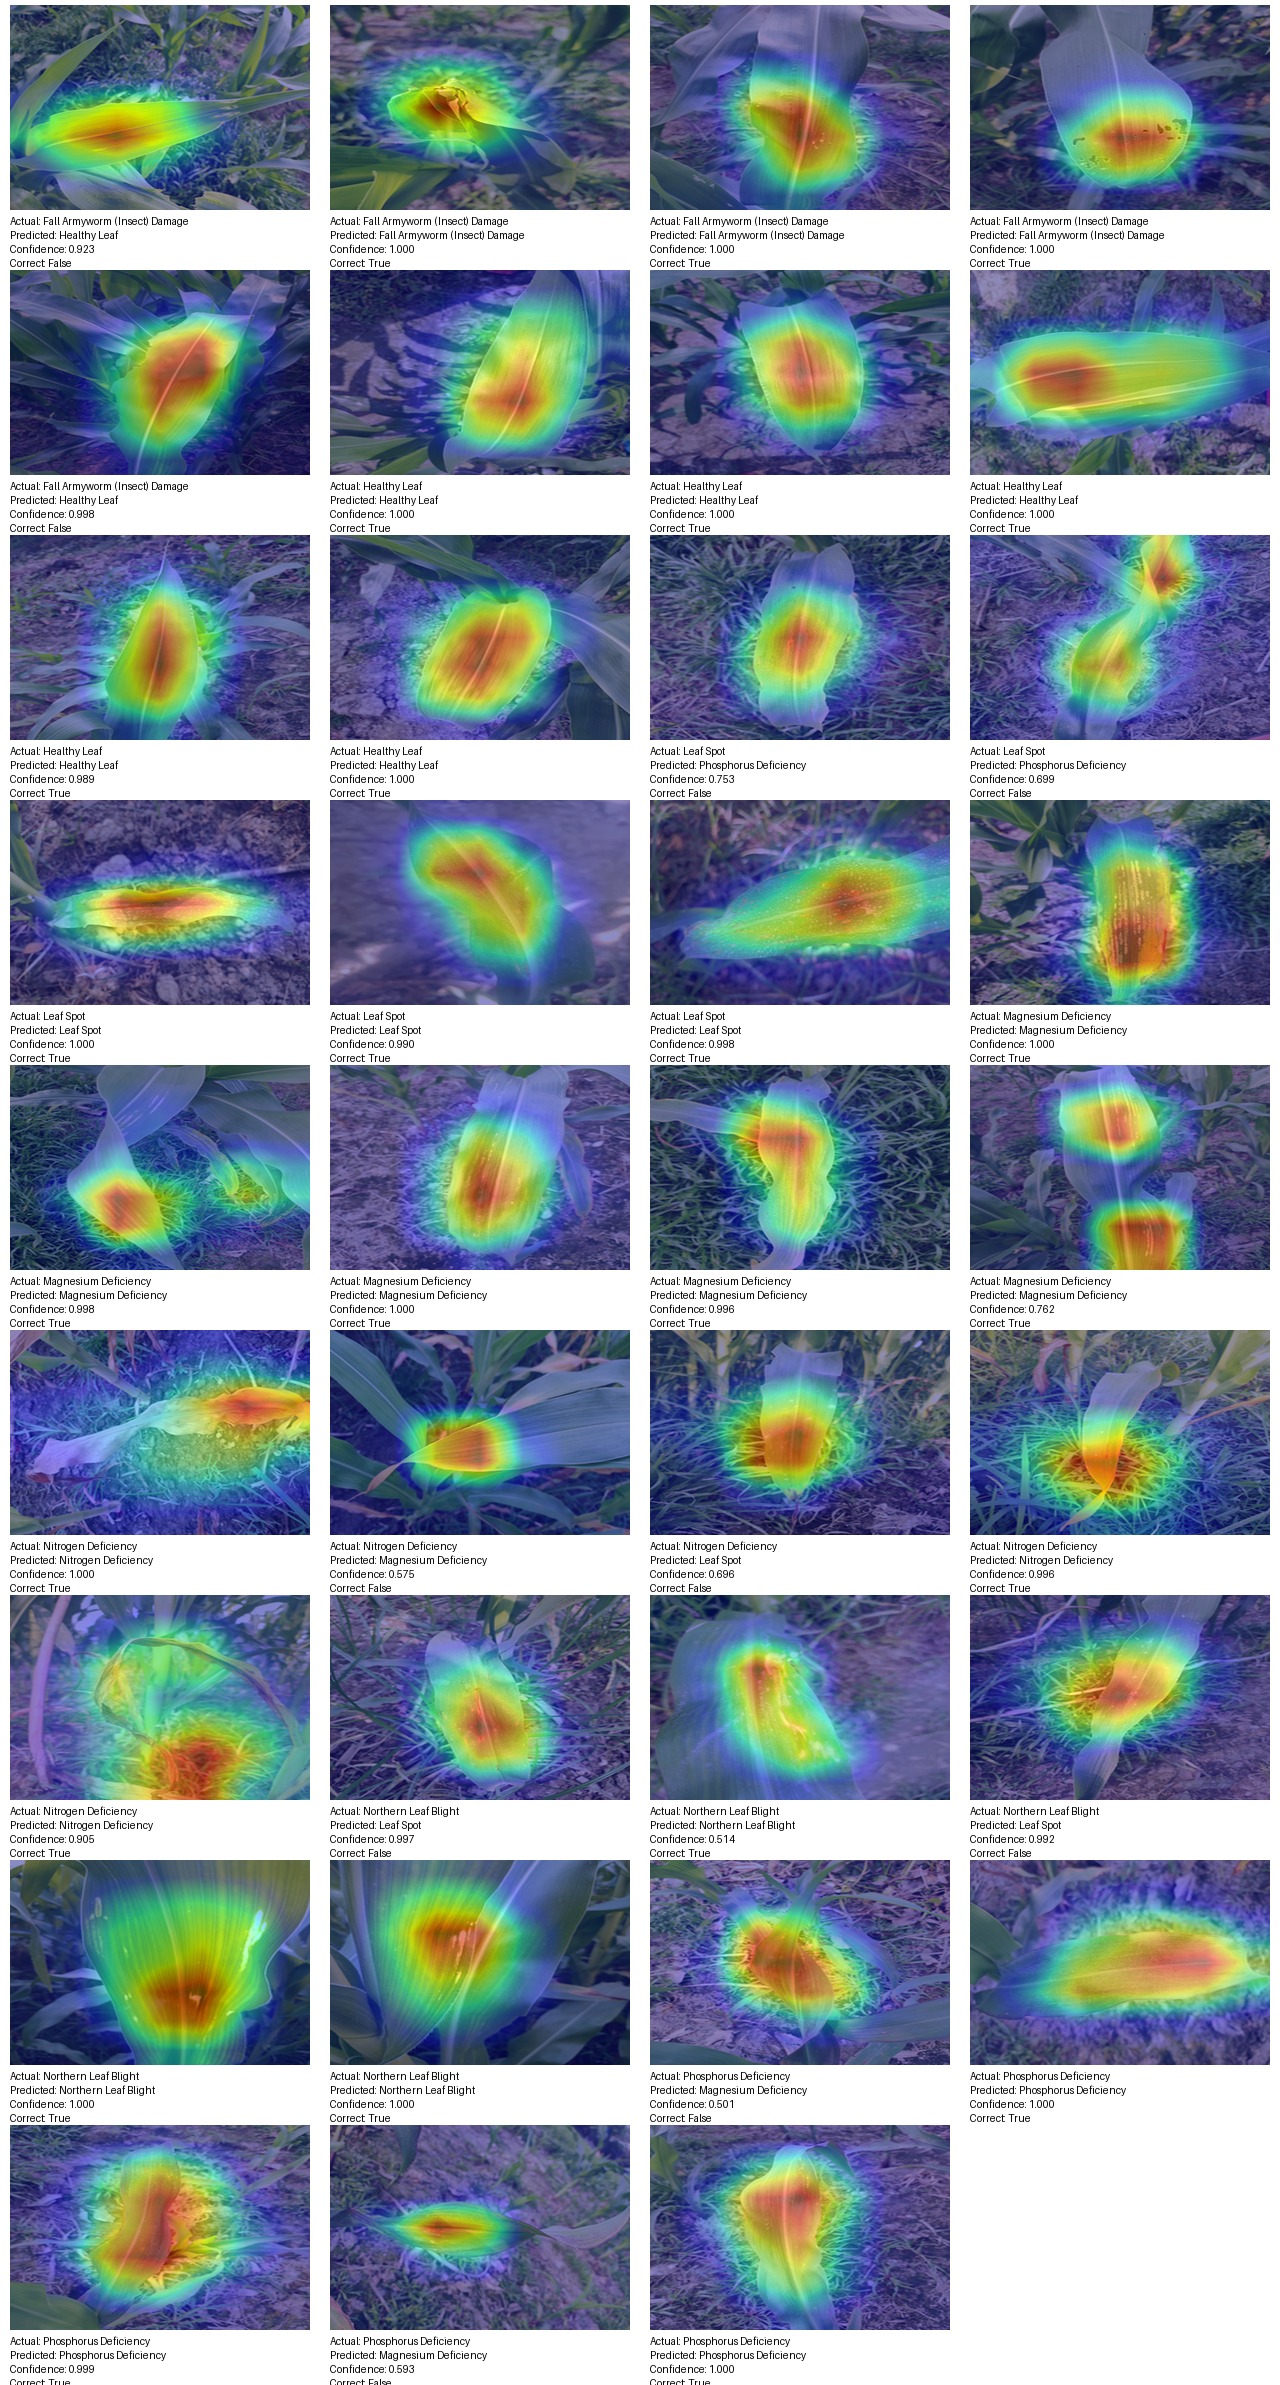 Actual: Fall Armyworm (Insect) Damage
Predicted: Healthy Leaf
Confidence: 0.923
Correct False
Actual: Fall Armyworm (Insect) Damage
Predicted: Fall Armyworm (Insect) Damage
Confidence: 1.000
Correct True
Actual: Fall Armyworm (Insect) Damage
Predicted: Fall Armyworm (Insect) Damage
Confidence: 1.000
Correct True
Actual: Fall Armyworm (Insect) Damage
Predicted: Fall Armyworm (Insect) Damage
Confidence: 1.000
Correct True
Actual: Fall Armyworm (Insect) Damage
Predicted: Healthy Leaf
Confidence: 0.998
Correct False
Actual: Healthy Leaf
Predicted: Healthy Leaf
Confidence: 1.000
Correct True
Actual: Healthy Leaf
Predicted: Healthy Leaf
Confidence: 1.000
Correct True
Actual: Healthy Leaf
Predicted: Healthy Leaf
Confidence: 1.000
Correct True
Actual: Healthy Leaf
Predicted: Healthy Leaf
Confidence: 0.989
Correct True
Actual: Healthy Leaf
Predicted: Healthy Leaf
Confidence: 1.000
Correct True
Actual: Leaf Spot
Predicted: Phosphorus Deficiency
Confidence: 0.753
Correct False
Actual: Leaf Spot
Predicted: Phosphorus Deficiency
Confidence: 0.699
Correct False
Actual: Leaf Spot
Predicted: Leaf Spot
Confidence: 1.000
Correct True
Actual: Leaf Spot
Predicted: Leaf Spot
Confidence: 0.990
Correct True
Actual: Leaf Spot
Predicted: Leaf Spot
Confidence: 0.998
Correct True
Actual: Magnesium Deficiency
Predicted: Magnesium Deficiency
Confidence: 1.000
Correct True
Actual: Magnesium Deficiency
Predicted: Magnesium Deficiency
Confidence: 0.998
Correct True
Actual: Magnesium Deficiency
Predicted: Magnesium Deficiency
Confidence: 1.000
Correct True
Actual: Magnesium Deficiency
Predicted: Magnesium Deficiency
Confidence: 0.996
Correct True
Actual: Magnesium Deficiency
Predicted: Magnesium Deficiency
Confidence: 0.762
Correct True
Actual: Nitrogen Deficiency
Predicted: Nitrogen Deficiency
Confidence: 1.000
Correct True
Actual: Nitrogen Deficiency
Predicted: Magnesium Deficiency
Confidence: 0.575
Correct False
Actual: Nitrogen Deficiency
Predicted: Leaf Spot
Confidence: 0.696
Correct False
Actual: Nitrogen Deficiency
Predicted: Nitrogen Deficiency
Confidence: 0.996
Correct True
Actual: Nitrogen Deficiency
Predicted: Nitrogen Deficiency
Confidence: 0.905
Correct True
Actual: Northern Leaf Blight
Predicted: Leaf Spot
Confidence: 0.997
Correct False
Actual: Northern Leaf Blight
Predicted: Northern Leaf Blight
Confidence: 0.514
Correct True
Actual: Northern Leaf Blight
Predicted: Leaf Spot
Confidence: 0.992
Correct False
Actual: Northern Leaf Blight
Predicted: Northern Leaf Blight
Confidence: 1.000
Correct True
Actual: Northern Leaf Blight
Predicted: Northern Leaf Blight
Confidence: 1.000
Correct True
Actual: Phosphorus Deficiency
Predicted: Magnesium Deficiency
Confidence: 0.501
Correct False
Actual: Phosphorus Deficiency
Predicted: Phosphorus Deficiency
Confidence: 1.000
Correct True
Actual: Phosphorus Deficiency
Predicted: Phosphorus Deficiency
Confidence: 0.999
Correct True
Actual: Phosphorus Deficiency
Predicted: Magnesium Deficiency
Confidence: 0.593
Correct False
Actual: Phosphorus Deficiency
Predicted: Phosphorus Deficiency
Confidence: 1.000
Correct True